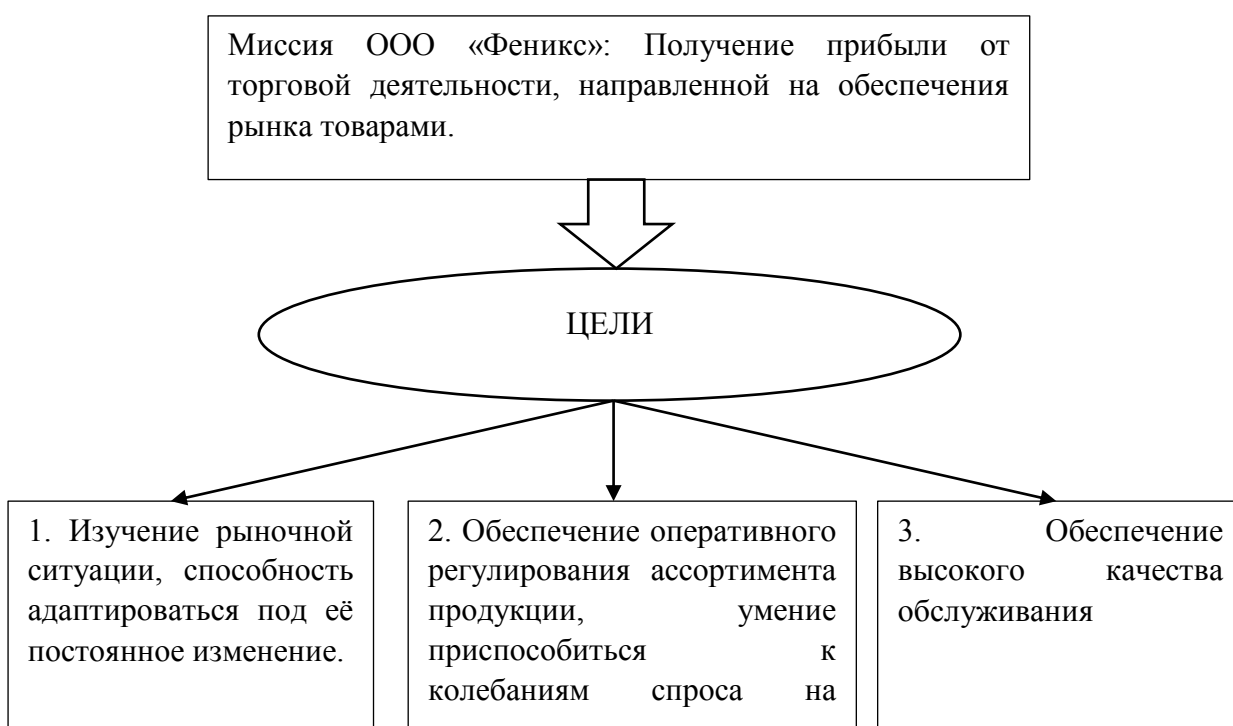 Миссия ООО «Феникс»: Получение прибыли от
торговой деятельности, направленной на обеспечения
рынка товарами.
ЦЕЛИ
1. Изучение рыночной
ситуации, способность
адаптироваться под её
постоянное изменение.
2. Обеспечение оперативного
регулирования ассортимента
продукции, умение
приспособиться к
колебаниям спроса на
3. Обеспечение
высокого качества
обслуживания